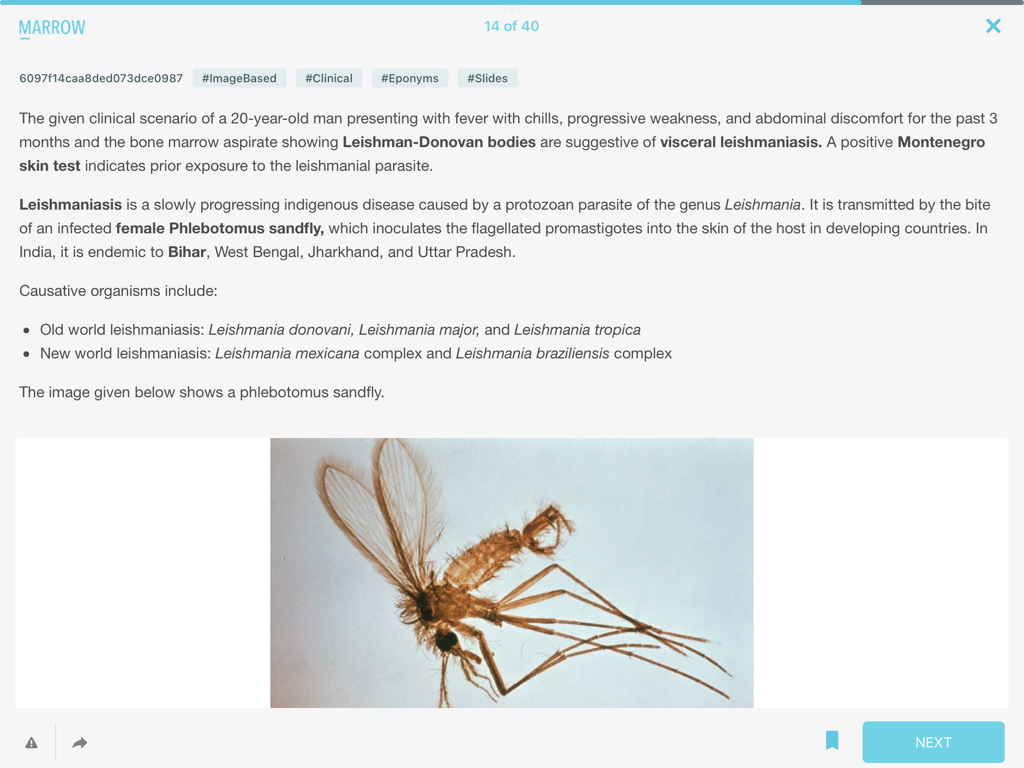 MARROW
14 of 40
6097f14caa8ded073dce0987 #ImageBased #Clinical #Eponyms #Slides
The given clinical scenario of a 20-year-old man presenting with fever with chills, progressive weakness, and abdominal discomfort for the past 3
months and the bone marrow aspirate showing Leishman-Donovan bodies are suggestive of visceral leishmaniasis. A positive Montenegro
skin test indicates prior exposure to the leishmanial parasite.
Leishmaniasis is a slowly progressing indigenous disease caused by a protozoan parasite of the genus Leishmania. It is transmitted by the bite
of an infected female Phlebotomus sandfly, which inoculates the flagellated promastigotes into the skin of the host in developing countries. In
India, it is endemic to Bihar, West Bengal, Jharkhand, and Uttar Pradesh.
Causative organisms include:
• Old world leishmaniasis: Leishmania donovani, Leishmania major, and Leishmania tropica
• New world leishmaniasis: Leishmania mexicana complex and Leishmania braziliensis complex
The image given below shows a phlebotomus sandfly.
NEXT